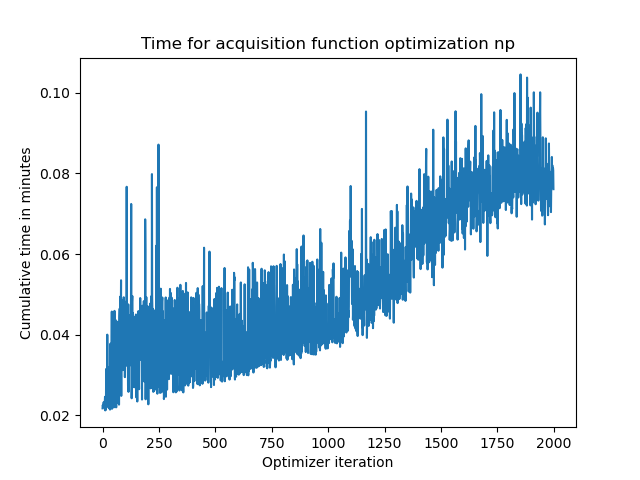 Time for acquisition function optimization np
0.10
0.08
0.06
0.04
0.02
Cumulative time in minutes
0 250 500 750 1000 1250 1500 1750 2000
Optimizer iteration